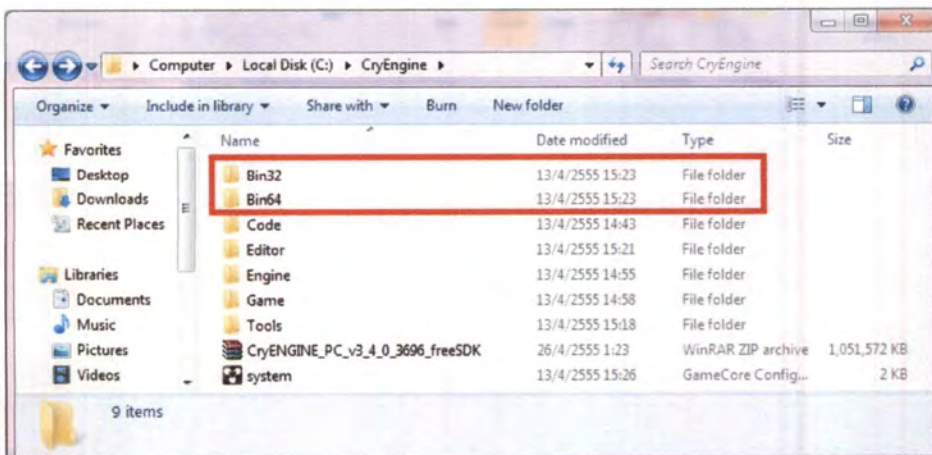 Computer ▸ Local Disk (C:) ▸ CryEngine ▸ Search CryEngine
Organize Include in library Share with Burn New folder
Name Date modified Type Size
Favorites
Desktop
Downloads
Recent Places
Libraries
Documents
Music
Pictures
Videos
Bin32 13/4/2555 15:23 File folder
Bin64 13/4/2555 15:23 File folder
Code 13/4/2555 14:43 File folder
Editor 13/4/2555 15:21 File folder
Engine 13/4/2555 14:55 File folder
Game 13/4/2555 14:58 File folder
Tools 13/4/2555 15:18 File folder
CryENGINE_PC_v3_4_0_3696_freeSDK 26/4/2555 1:23 WinRAR ZIP archive 1,051,572 KB
system 13/4/2555 15:26 GameCore Config... 2 KB
9 items